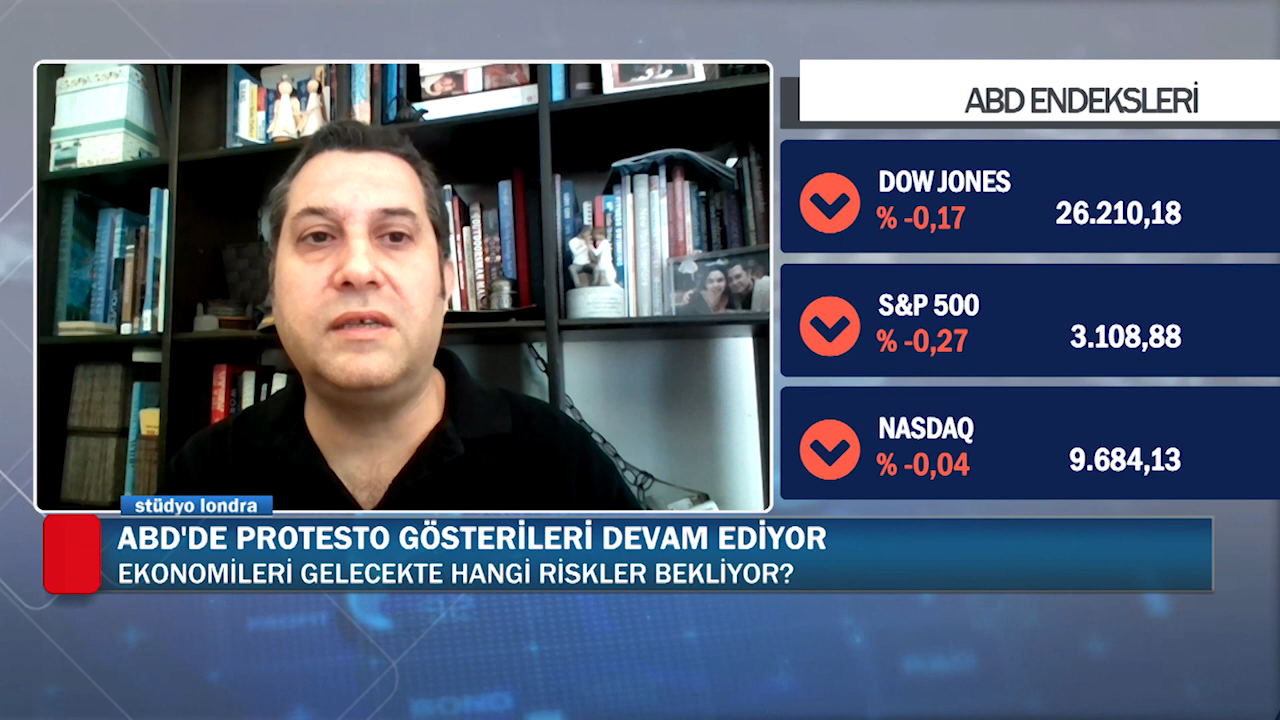 ABD ENDEKSLERİ
DOW JONES
% -0,17
26.210,18
S&P 500
% -0,27
3.108,88
NASDAQ
% -0,04
9.684,13
stüdyo londra
ABD'DE PROTESTO GÖSTERİLERİ DEVAM EDİYOR
EKONOMİLERİ GELECEKTE HANGİ RİSKLER BEKLİYOR?
BOND